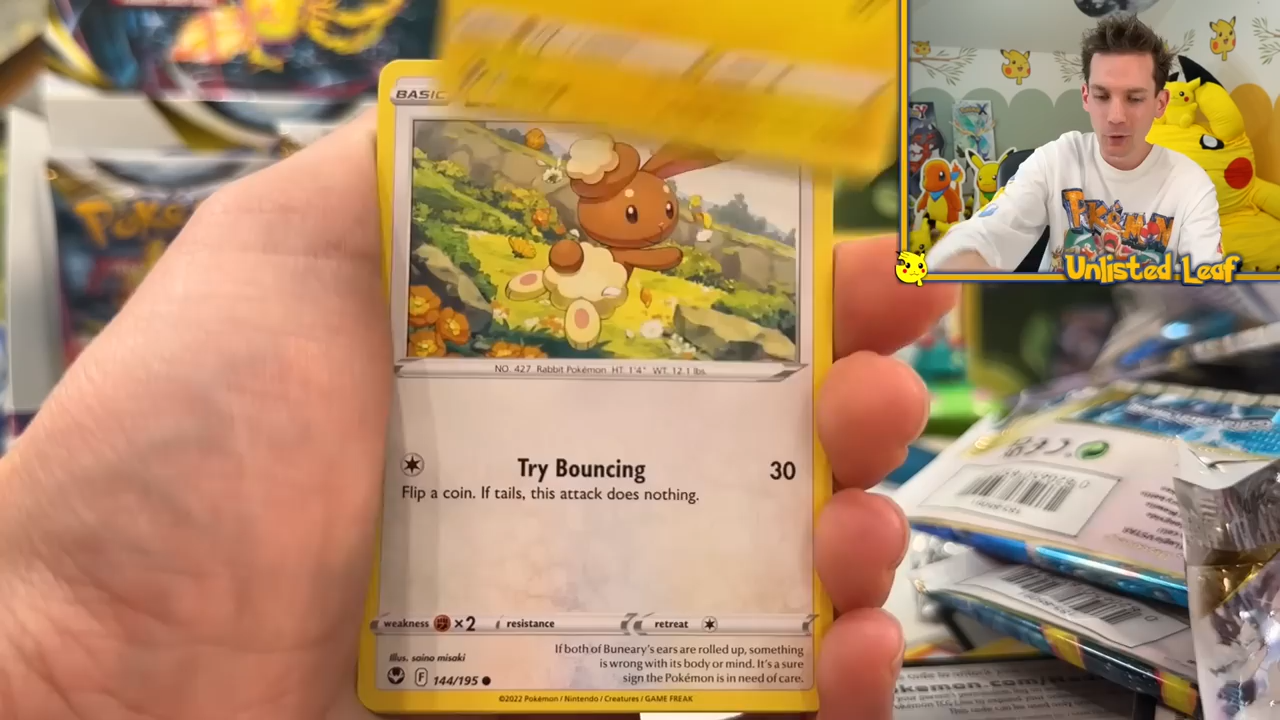 BASIC
NO. 427 Rabbit Pokémon HT: 1'4" WT: 12.1 lbs.
Try Bouncing 30
Flip a coin. If tails, this attack does nothing.
weakness ×2 resistance retreat
If both of Buneary's ears are rolled up, something
is wrong with its body or mind. It's a sure
sign the Pokémon is in need of care.
Illus. saino misaki
F 144/195
©2022 Pokémon / Nintendo / Creatures / GAME FREAK
POKÉMON
Unlisted Leaf